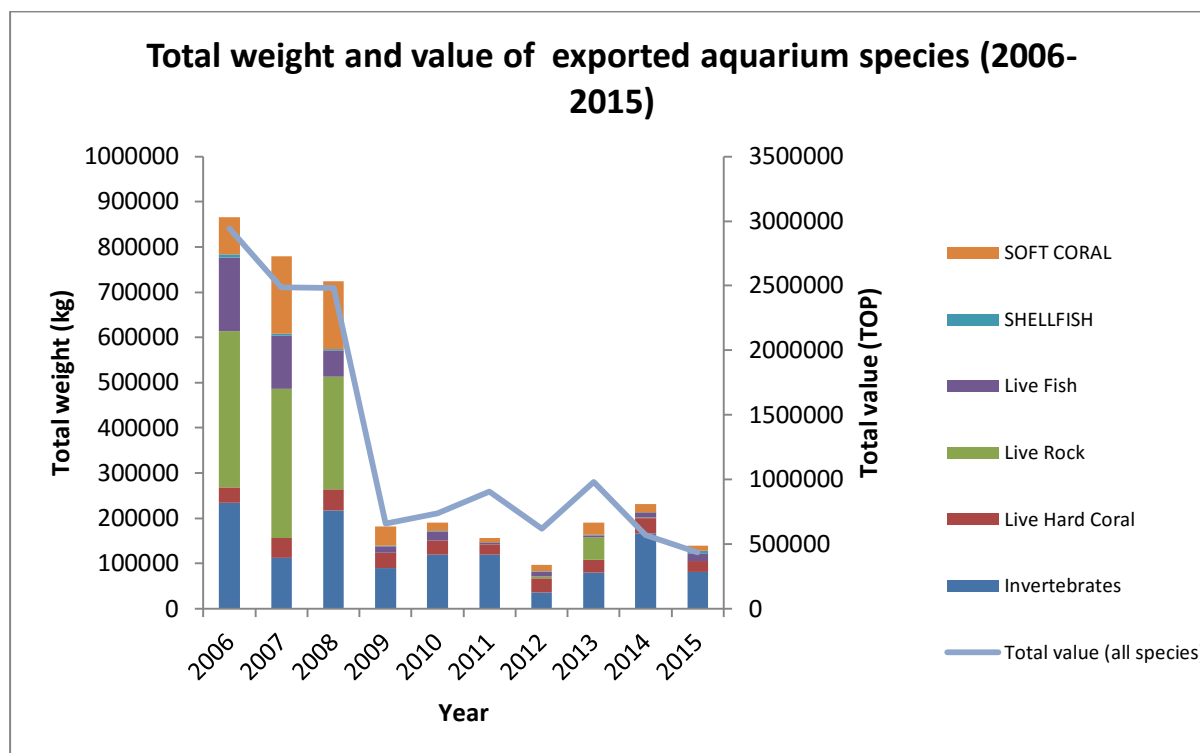 Total weight and value of  exported aquarium species (2006-
2015)
Total weight (kg)
1000000
900000
800000
700000
600000
500000
400000
300000
200000
100000
0
3500000
3000000
2500000
2000000
1500000
1000000
500000
0
Total value (TOP)
2006
2007
2008
2009
2010
2011
2012
2013
2014
2015
Year
SOFT CORAL
SHELLFISH
Live Fish
Live Rock
Live Hard Coral
Invertebrates
Total value (all species